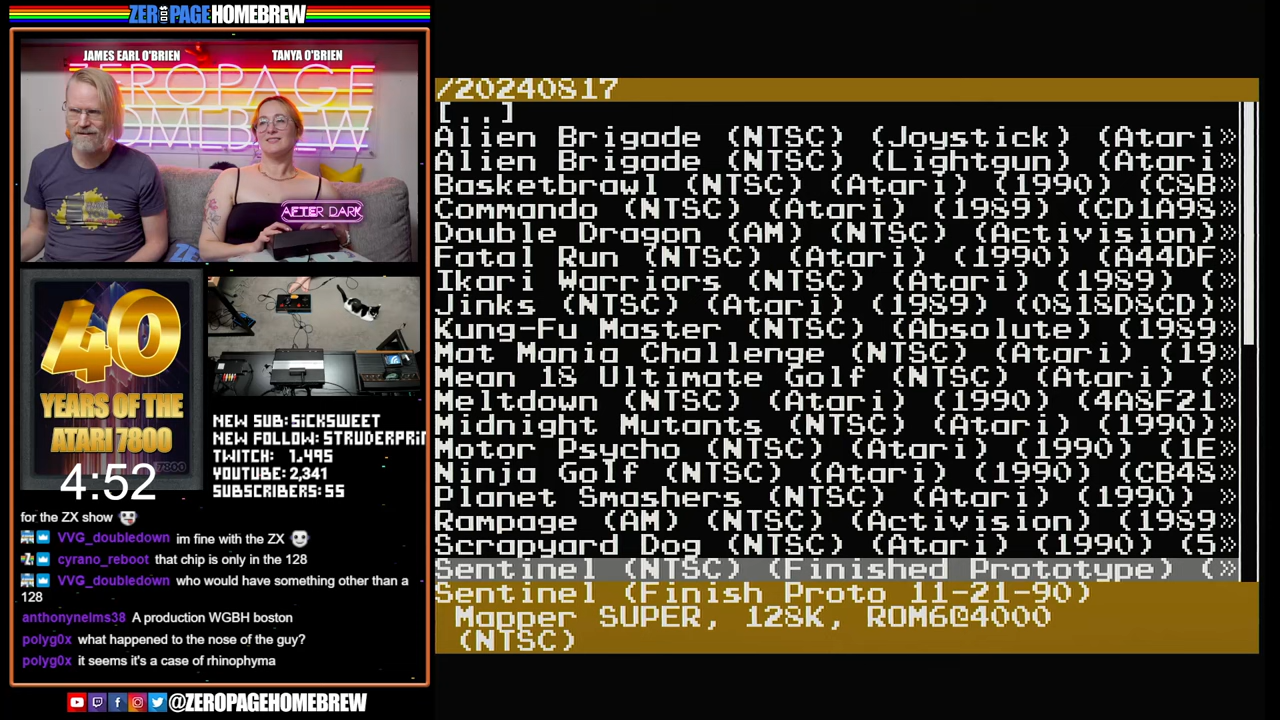 ZEROPAGEHOMEBREW
JAMES EARL O'BRIEN
TANYA O'BRIEN
ZEROPAGE
HOMEBREW
AFTER DARK
40
YEARS OF THE
ATARI 7800
7800
4:52
NEW SUB: SICKSWEET
NEW FOLLOW: STRUDERPRIN
TWITCH: 1,495
YOUTUBE: 2,341
SUBSCRIBERS: 55
for the ZX show
VVG_doubledown im fine with the ZX
cyrano_reboot that chip is only in the 128
VVG_doubledown who would have something other than a
128
anthonynelms38 A production WGBH boston
polyg0x what happened to the nose of the guy?
polyg0x it seems it's a case of rhinophyma
@ZEROPAGEHOMEBREW
/20240817
[..]
Alien Brigade (NTSC) (Joystick) (Atari»
Alien Brigade (NTSC) (Lightgun) (Atari»
Basketbrawl (NTSC) (Atari) (1990) (C8B»
Commando (NTSC) (Atari) (1989) (CD1A98»
Double Dragon (AM) (NTSC) (Activision)»
Fatal Run (NTSC) (Atari) (1990) (A44DF»
Ikari Warriors (NTSC) (Atari) (1989) (»
Jinks (NTSC) (Atari) (1989) (0818D8CD)»
Kung-Fu Master (NTSC) (Absolute) (1989»
Mat Mania Challenge (NTSC) (Atari) (19»
Mean 18 Ultimate Golf (NTSC) (Atari) (»
Meltdown (NTSC) (Atari) (1990) (4A8F21»
Midnight Mutants (NTSC) (Atari) (1990)»
Motor Psycho (NTSC) (Atari) (1990) (1E»
Ninja Golf (NTSC) (Atari) (1990) (CB48»
Planet Smashers (NTSC) (Atari) (1990) »
Rampage (AM) (NTSC) (Activision) (1989»
Scrapyard Dog (NTSC) (Atari) (1990) (5»
Sentinel (NTSC) (Finished Prototype) (»
Sentinel (Finish Proto 11-21-90)
Mapper SUPER, 128K, ROM6@4000
(NTSC)